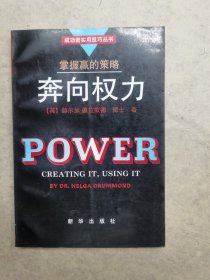 成功者实用技巧丛书
掌握赢的策略
奔向权力
【英】赫尔加·德拉蒙德 博士 著
POWER
CREATING IT, USING IT
BY DR. HELGA DRUMMOND
新华出版社